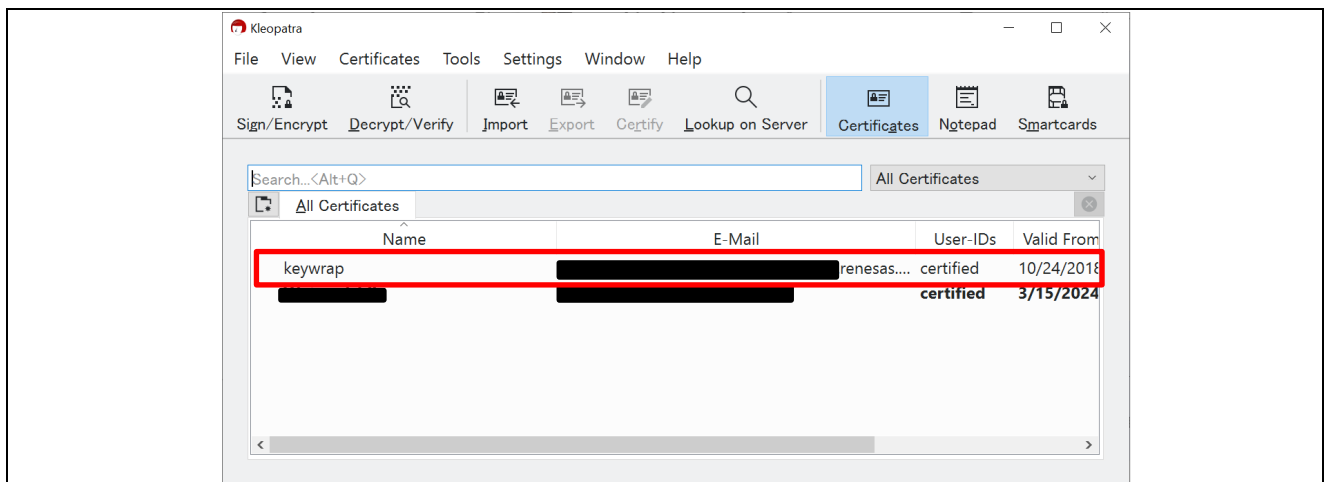 Kleopatra
File View Certificates Tools Settings Window Help
Sign/Encrypt Decrypt/Verify Import Export Certify Lookup on Server Certificates Notepad Smartcards
Search...<Alt+Q> All Certificates
All Certificates
Name E-Mail User-IDs Valid From
keywrap renesas.... certified 10/24/2018
certified 3/15/2024